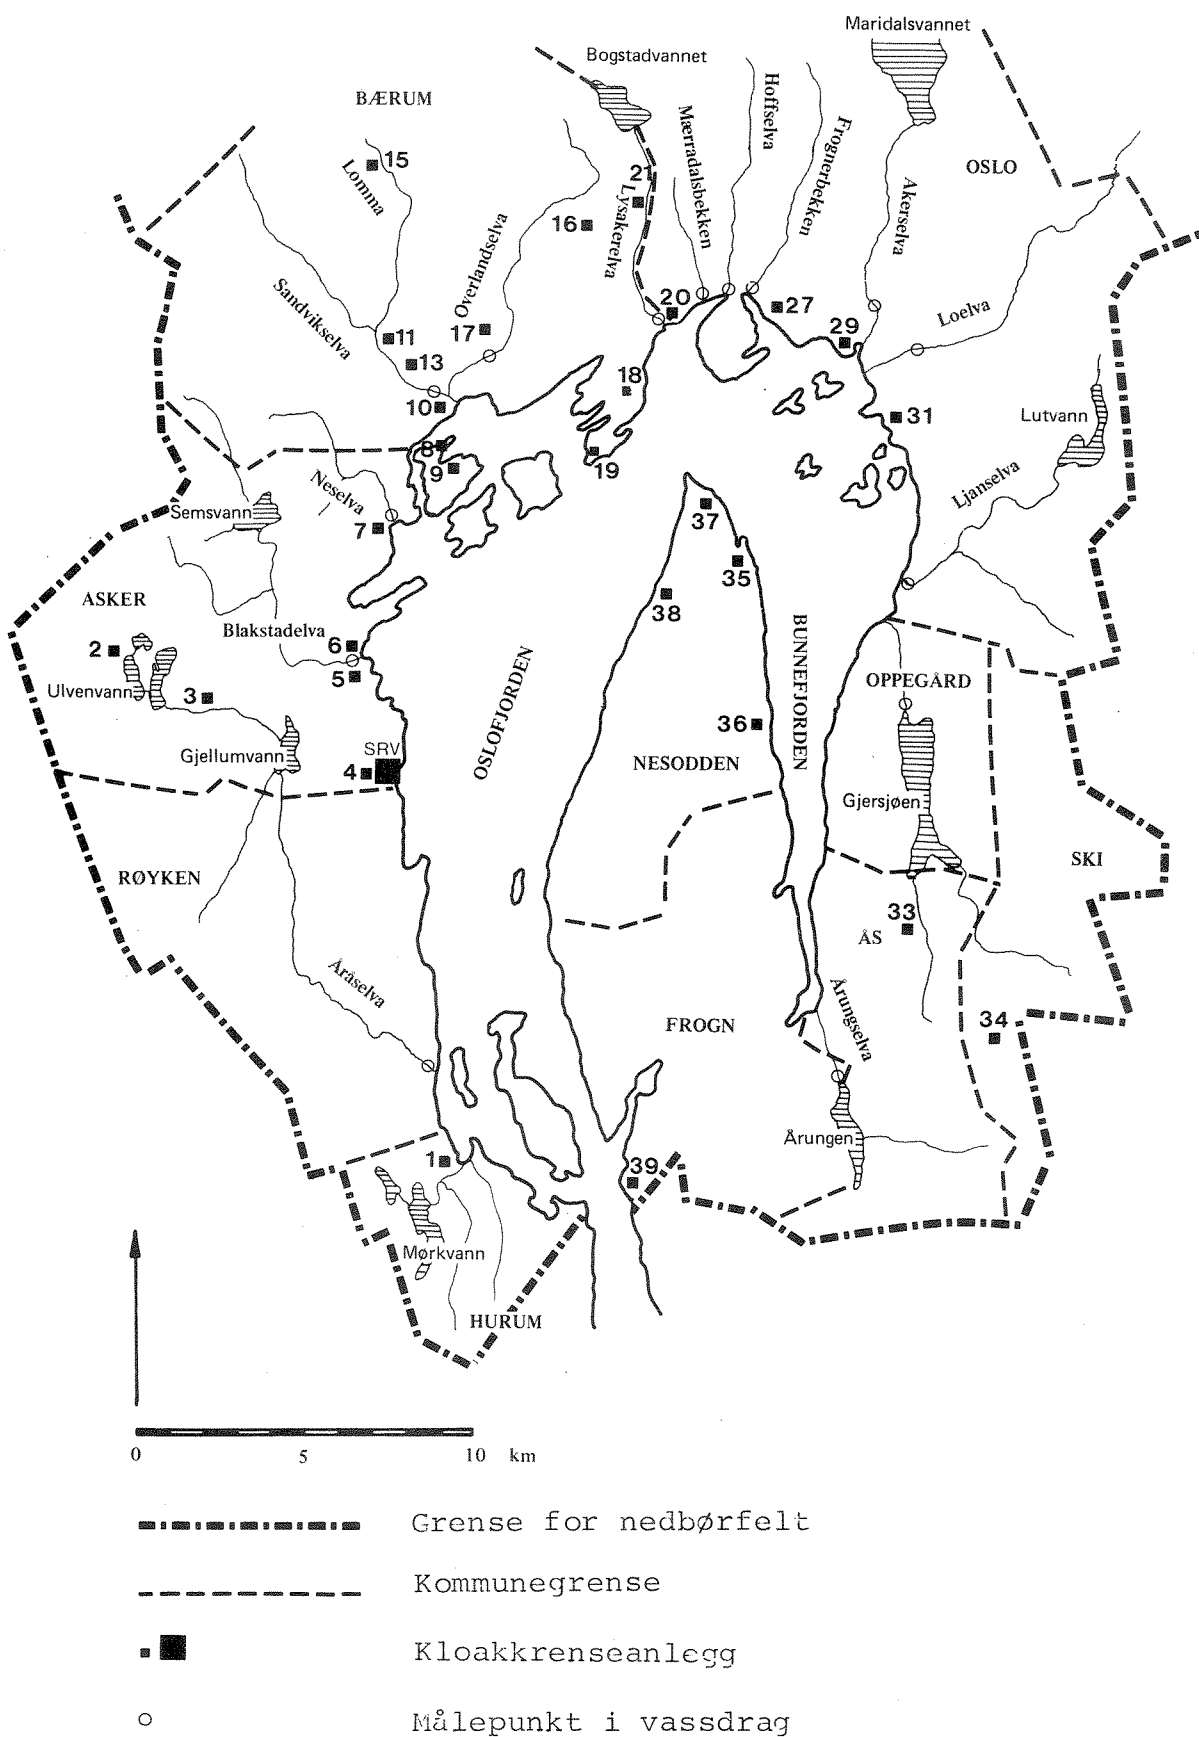 Maridalsvannet
Bogstadvannet
BÆRUM
Hoffselva
Mærradalsbekken
Frognerbekken
15
Lomma
OSLO
21
Lysakerelva
Akerselva
16
Overlandselva
Sandvikselva
20
27
Loelva
11
17
29
13
18
10
31
Lutvann
8
9
19
Neselva
Ljanselva
Semsvann
7
37
35
ASKER
38
Blakstadelva
6
BUNNEFJORDEN
2
5
OPPEGÅRD
Ulvenvann
3
OSLOFJORDEN
36
SRV
Gjellumvann
4
NESODDEN
Gjersjøen
SKI
RØYKEN
33
ÅS
Åråselva
Årungselva
FROGN
34
Årungen
1
39
Mørkvann
HURUM
0 5 10 km
Grense for nedbørfelt
Kommunegrense
Kloakkrenseanlegg
Målepunkt i vassdrag